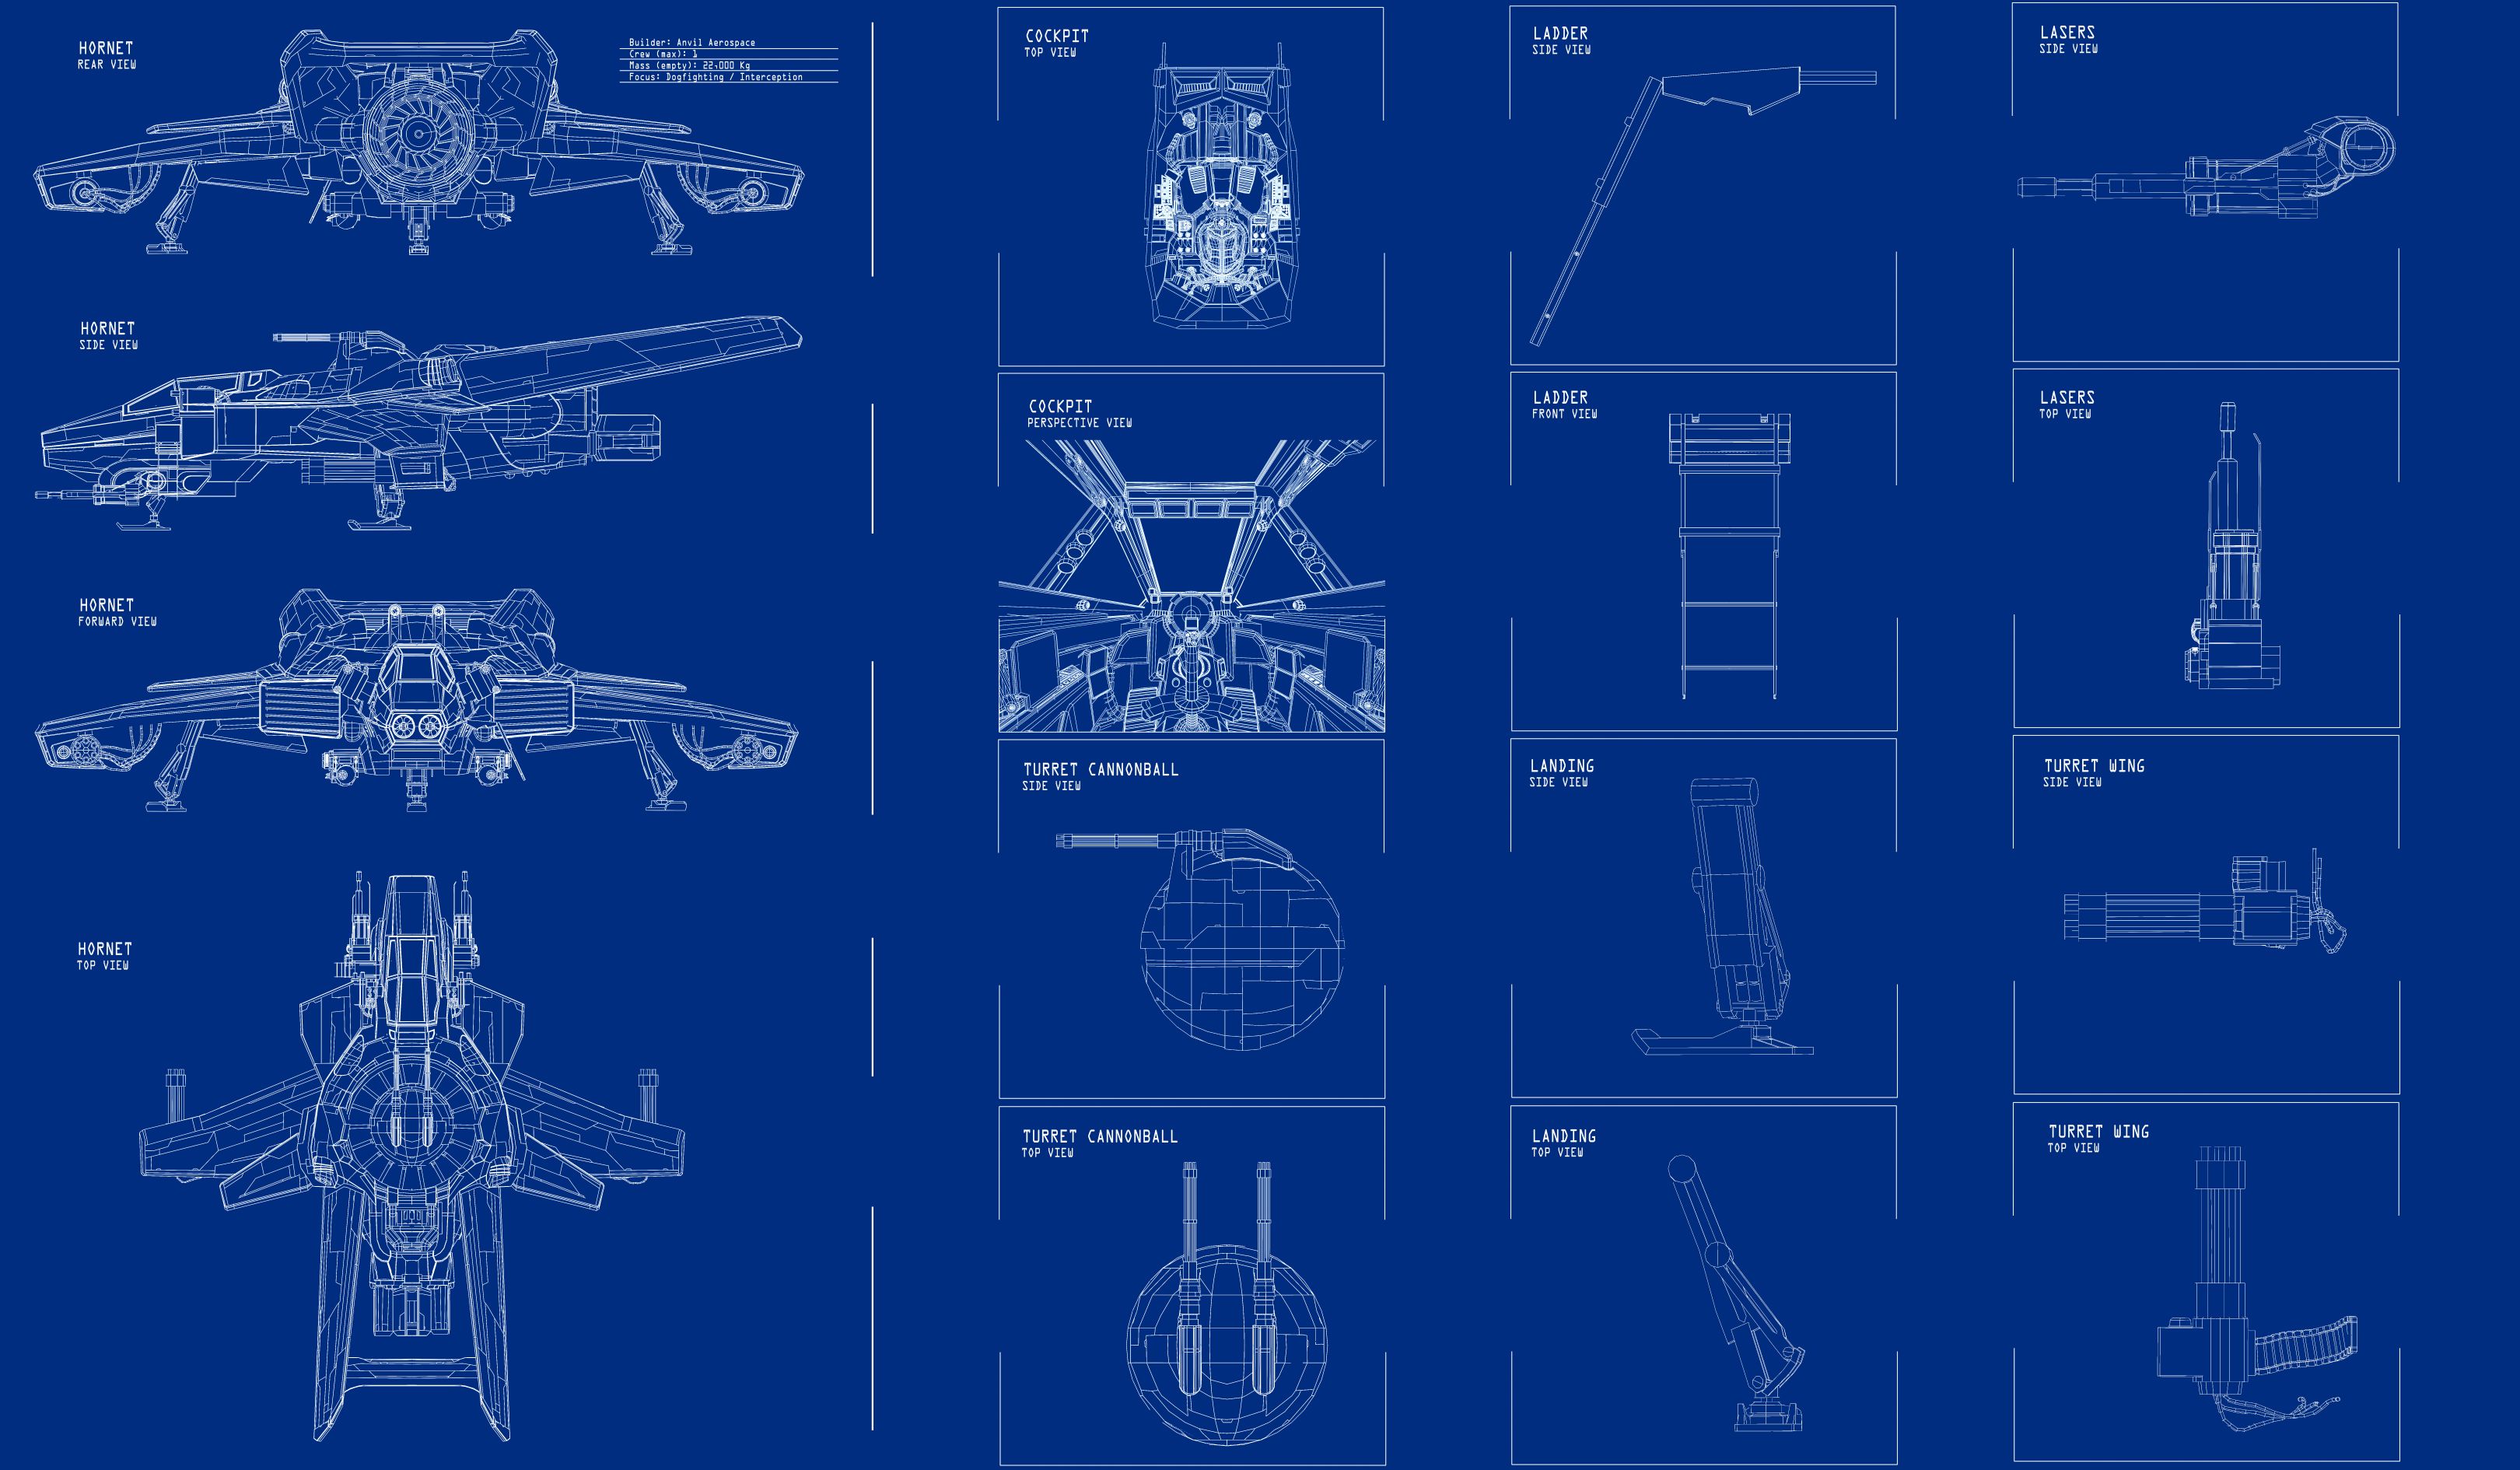 HORNET
REAR VIEW
Builder: Anvil Aerospace
Crew (max): 1
Mass (empty): 22,000 Kg
Focus: Dogfighting / Interception
HORNET
SIDE VIEW
HORNET
FORWARD VIEW
HORNET
TOP VIEW
COCKPIT
TOP VIEW
COCKPIT
PERSPECTIVE VIEW
TURRET CANNONBALL
SIDE VIEW
TURRET CANNONBALL
TOP VIEW
LADDER
SIDE VIEW
LADDER
FRONT VIEW
LANDING
SIDE VIEW
LANDING
TOP VIEW
LASERS
SIDE VIEW
LASERS
TOP VIEW
TURRET WING
SIDE VIEW
TURRET WING
TOP VIEW